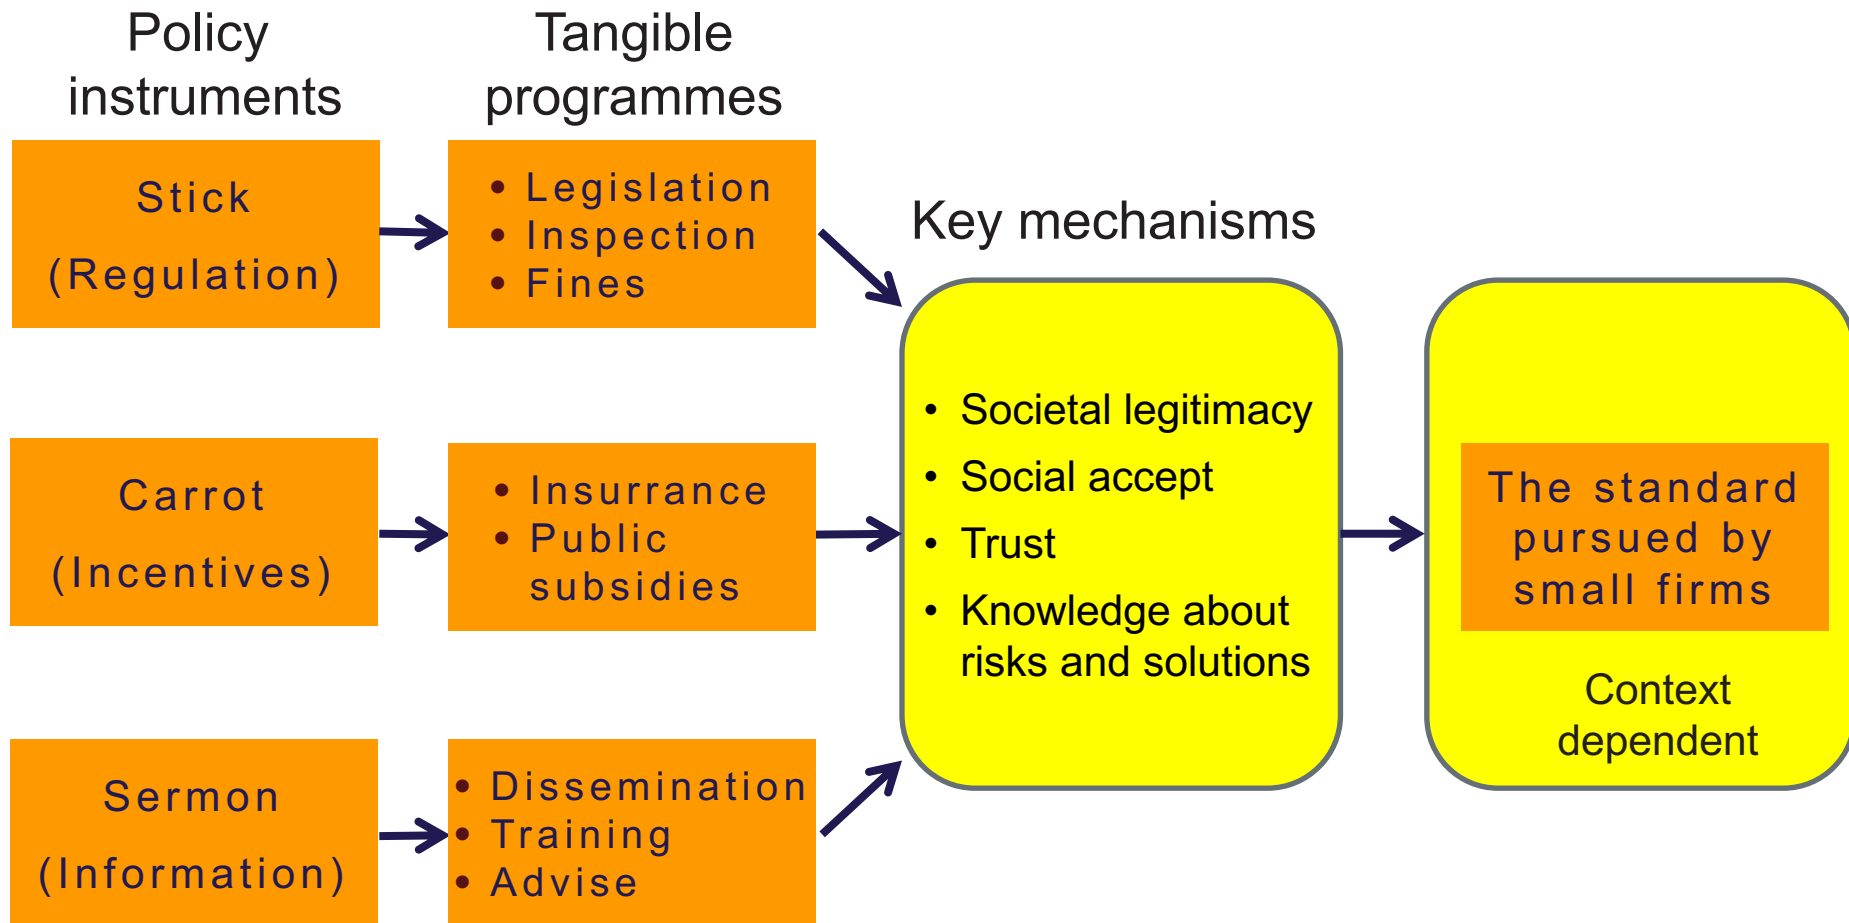 Policy
instruments
Tangible
programmes
Stick
(Regulation)
• Legislation
• Inspection
• Fines
Key mechanisms
Carrot
(Incentives)
• Insurrance
• Public
subsidies
• Societal legitimacy
• Social accept
• Trust
• Knowledge about
risks and solutions
The standard
pursued by
small firms
Context
dependent
Sermon
(Information)
• Dissemination
• Training
• Advise